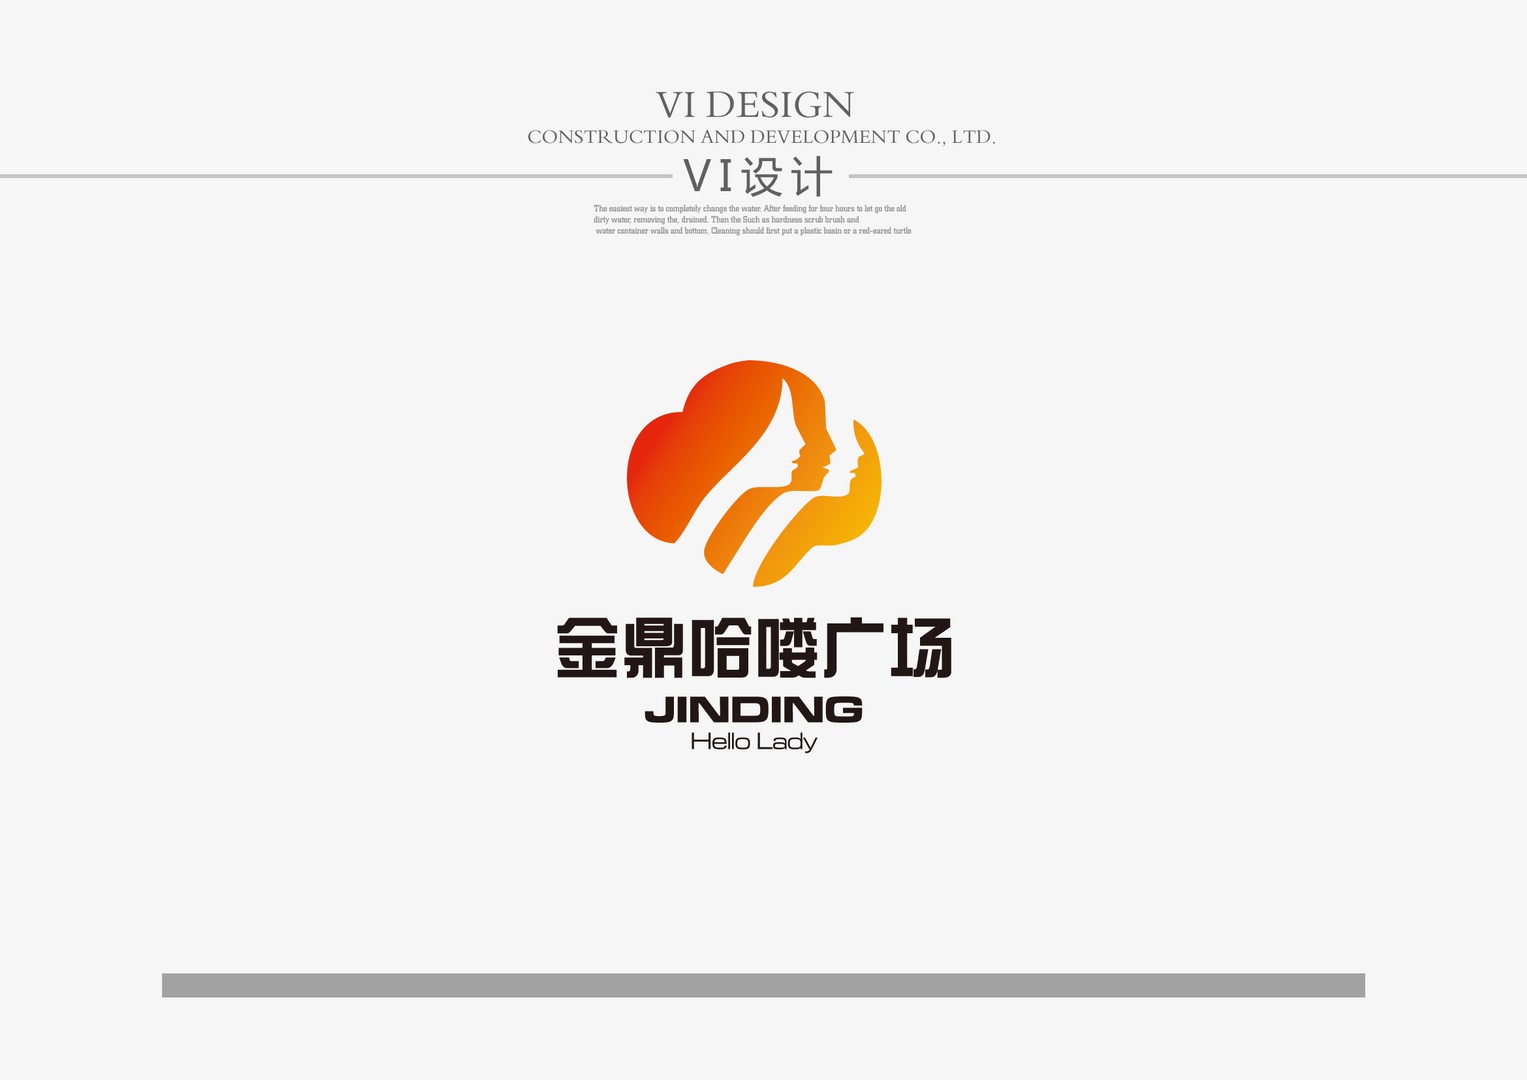 VI DESIGN
CONSTRUCTION AND DEVELOPMENT CO., LTD.
VI设计
The easiest way is to completely change the water. After feeding for four hours to let go the old
dirty water, removing the, drained. Then the Such as hardness scrub brush and
water container walls and bottom. Cleaning should first put a plastic basin or a red-eared turtle
金鼎哈喽广场
JINDING
Hello Lady